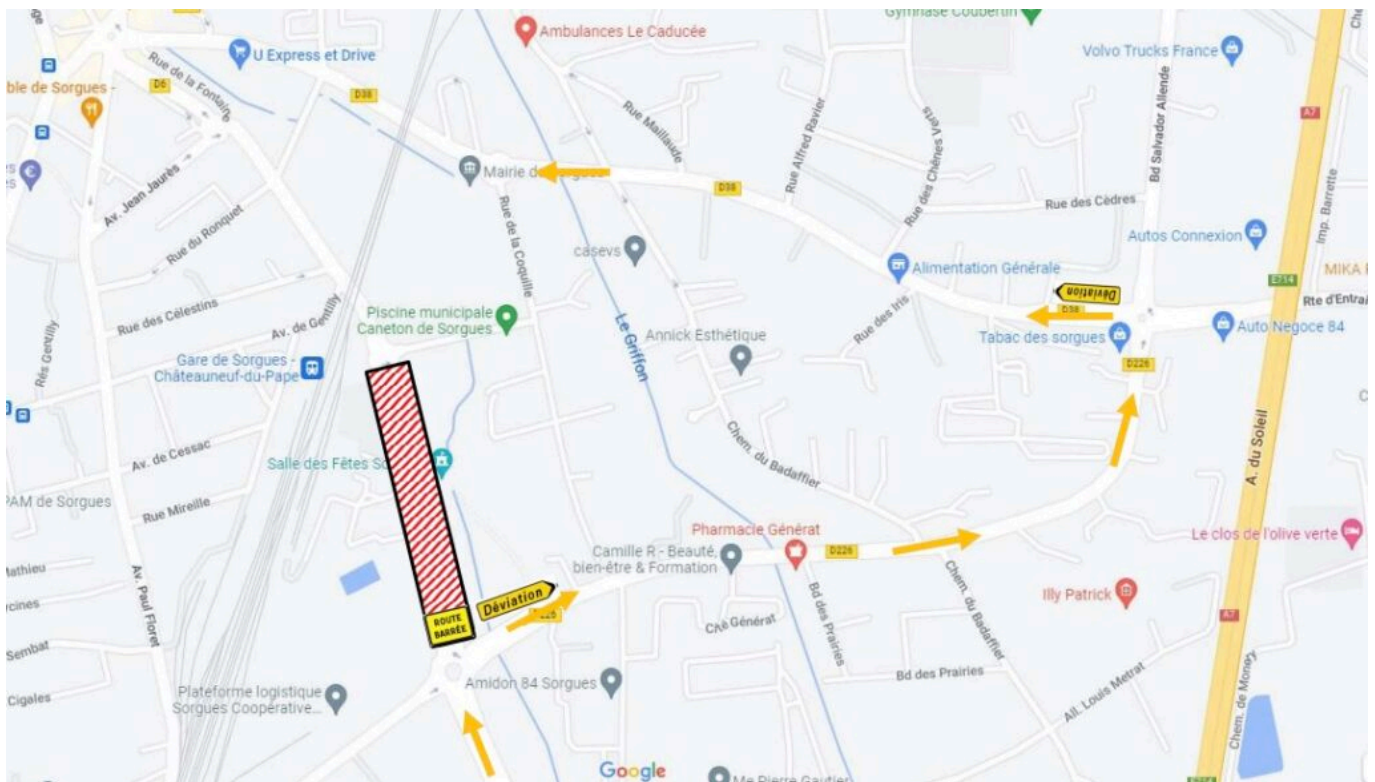 Gymnase Coubertin
Ambulances Le Caducée
U Express et Drive
Volvo Trucks France
Rue de la Fontaine
D6
D38
ble de Sorgues -
A7
Bd Salvador Allende
Rue Maillaude
Rue Alfred Ravier
Rue des Chênes Verts
Mairie de Sorgues
D38
Av. Jean Jaurès
Rue du Ronquet
Rue de la Coquille
Rue des Cèdres
Imp. Barrette
Autos Connexion
casevs
Alimentation Générale
E714
MIKA
Déviation
D38
Rte d'Entrai
Rue des Iris
Piscine municipale
Caneton de Sorgues...
Rue des Célestins
Av. de Gentilly
Le Griffon
Annick Esthétique
Tabac des sorgues
Auto Negoce 84
Rés Gentilly
Gare de Sorgues -
Châteauneuf-du-Pape
D226
A. du Soleil
Chem. du Badaffier
Av. de Cessac
Salle des Fêtes So
PAM de Sorgues
Rue Mireille
Pharmacie Générat
Le clos de l'olive verte
Camille R - Beauté,
bien-être & Formation
D226
Mathieu
Av. Paul Floret
Illy Patrick
Déviation
ROUTE
BARRÉE
Bd des Prairies
Chem. du Badaffier
A7
Sembat
Bd des Prairies
Cigales
Plateforme logistique
Sorgues Coopérative...
Amidon 84 Sorgues
All. Louis Metrat
Chem. de Monery
Google
Me Pierre Gautier
E714